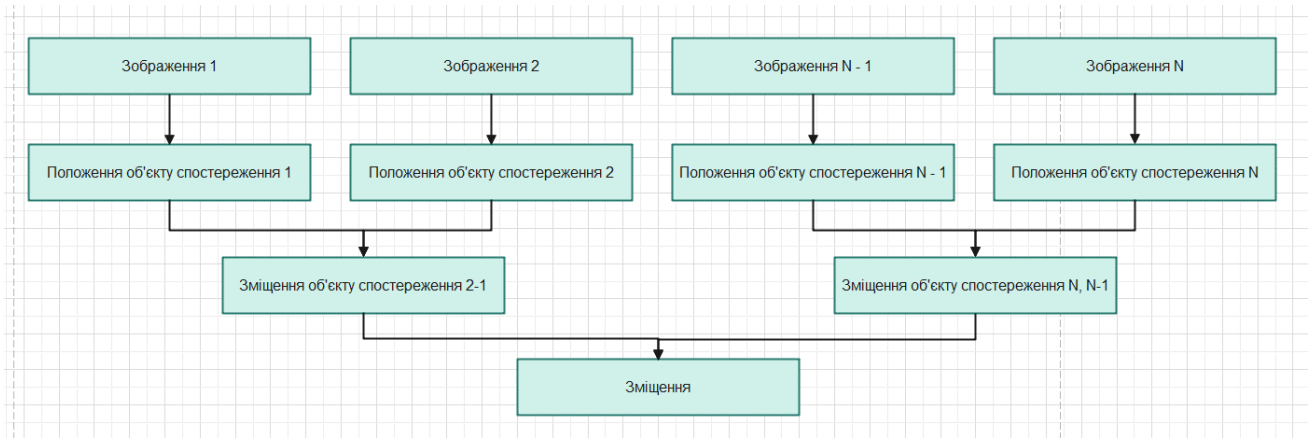 Зображення 1
Зображення 2
Зображення N - 1
Зображення N
Положення об'єкту спостереження 1
Положення об'єкту спостереження 2
Положення об'єкту спостереження N - 1
Положення об'єкту спостереження N
Зміщення об'єкту спостереження 2-1
Зміщення об'єкту спостереження N, N-1
Зміщення